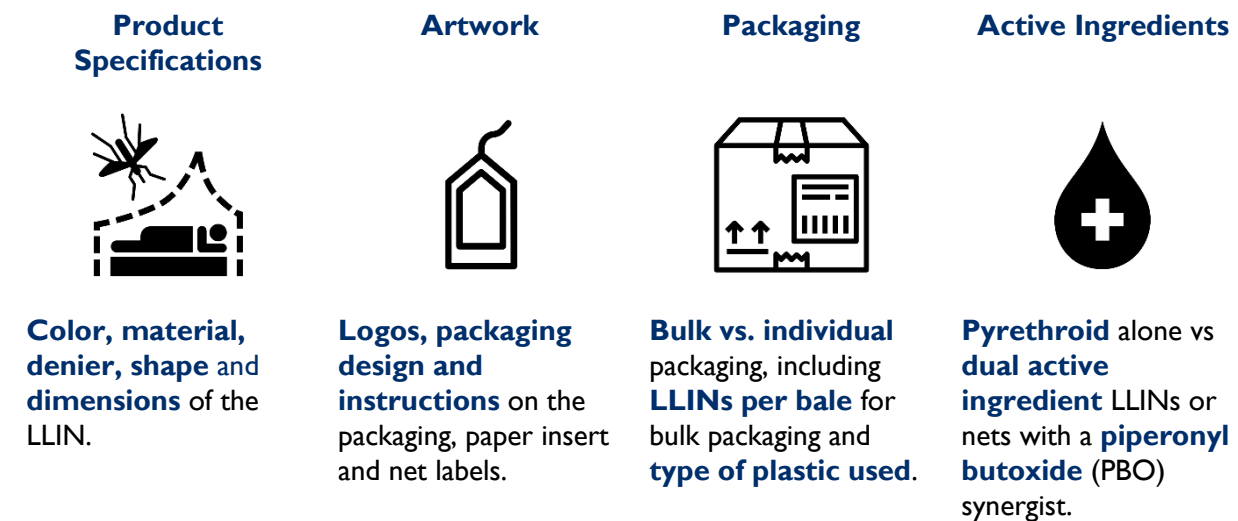 Product
Specifications
Color, material,
denier, shape and
dimensions of the
LLIN.
Artwork
Logos, packaging
design and
instructions on the
packaging, paper insert
and net labels.
Packaging
Bulk vs. individual
packaging, including
LLINs per bale for
bulk packaging and
type of plastic used.
Active Ingredients
Pyrethroid alone vs
dual active
ingredient LLINs or
nets with a piperonyl
butoxide (PBO)
synergist.